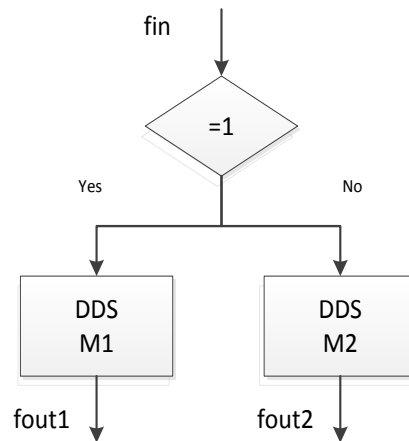 fin
=1
Yes
No
DDS
M1
DDS
M2
fout1
fout2